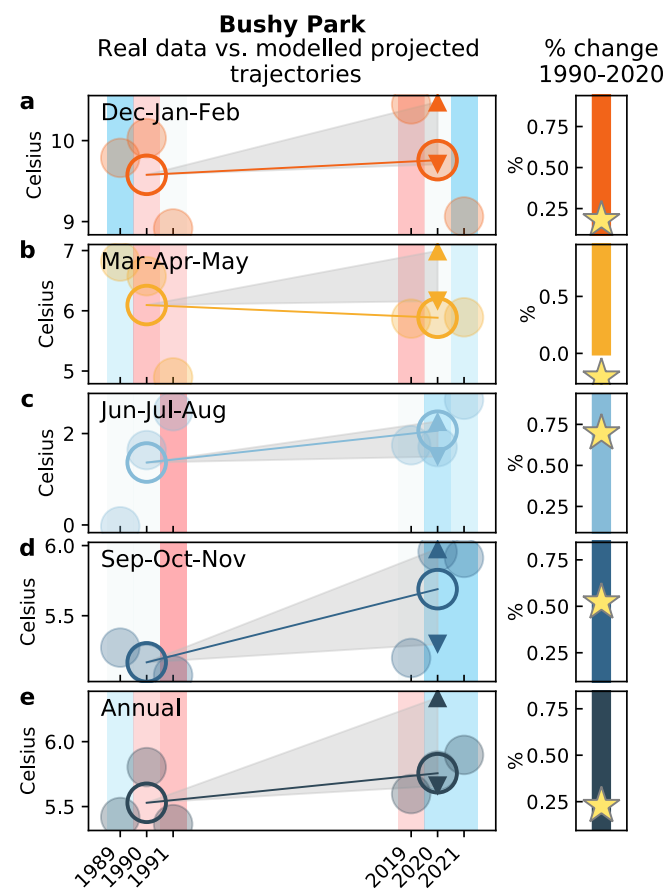 Bushy Park
Real data vs. modelled projected
trajectories
% change
1990-2020
a
Dec-Jan-Feb
Celsius
10
9
%
0.75
0.50
0.25
b
Mar-Apr-May
Celsius
7
6
5
%
0.5
0.0
c
Jun-Jul-Aug
Celsius
2
0
%
0.75
0.50
0.25
d
Sep-Oct-Nov
Celsius
6.0
5.5
%
0.75
0.50
0.25
e
Annual
Celsius
6.0
5.5
%
0.75
0.50
0.25
1989
1990
1991
2019
2020
2021